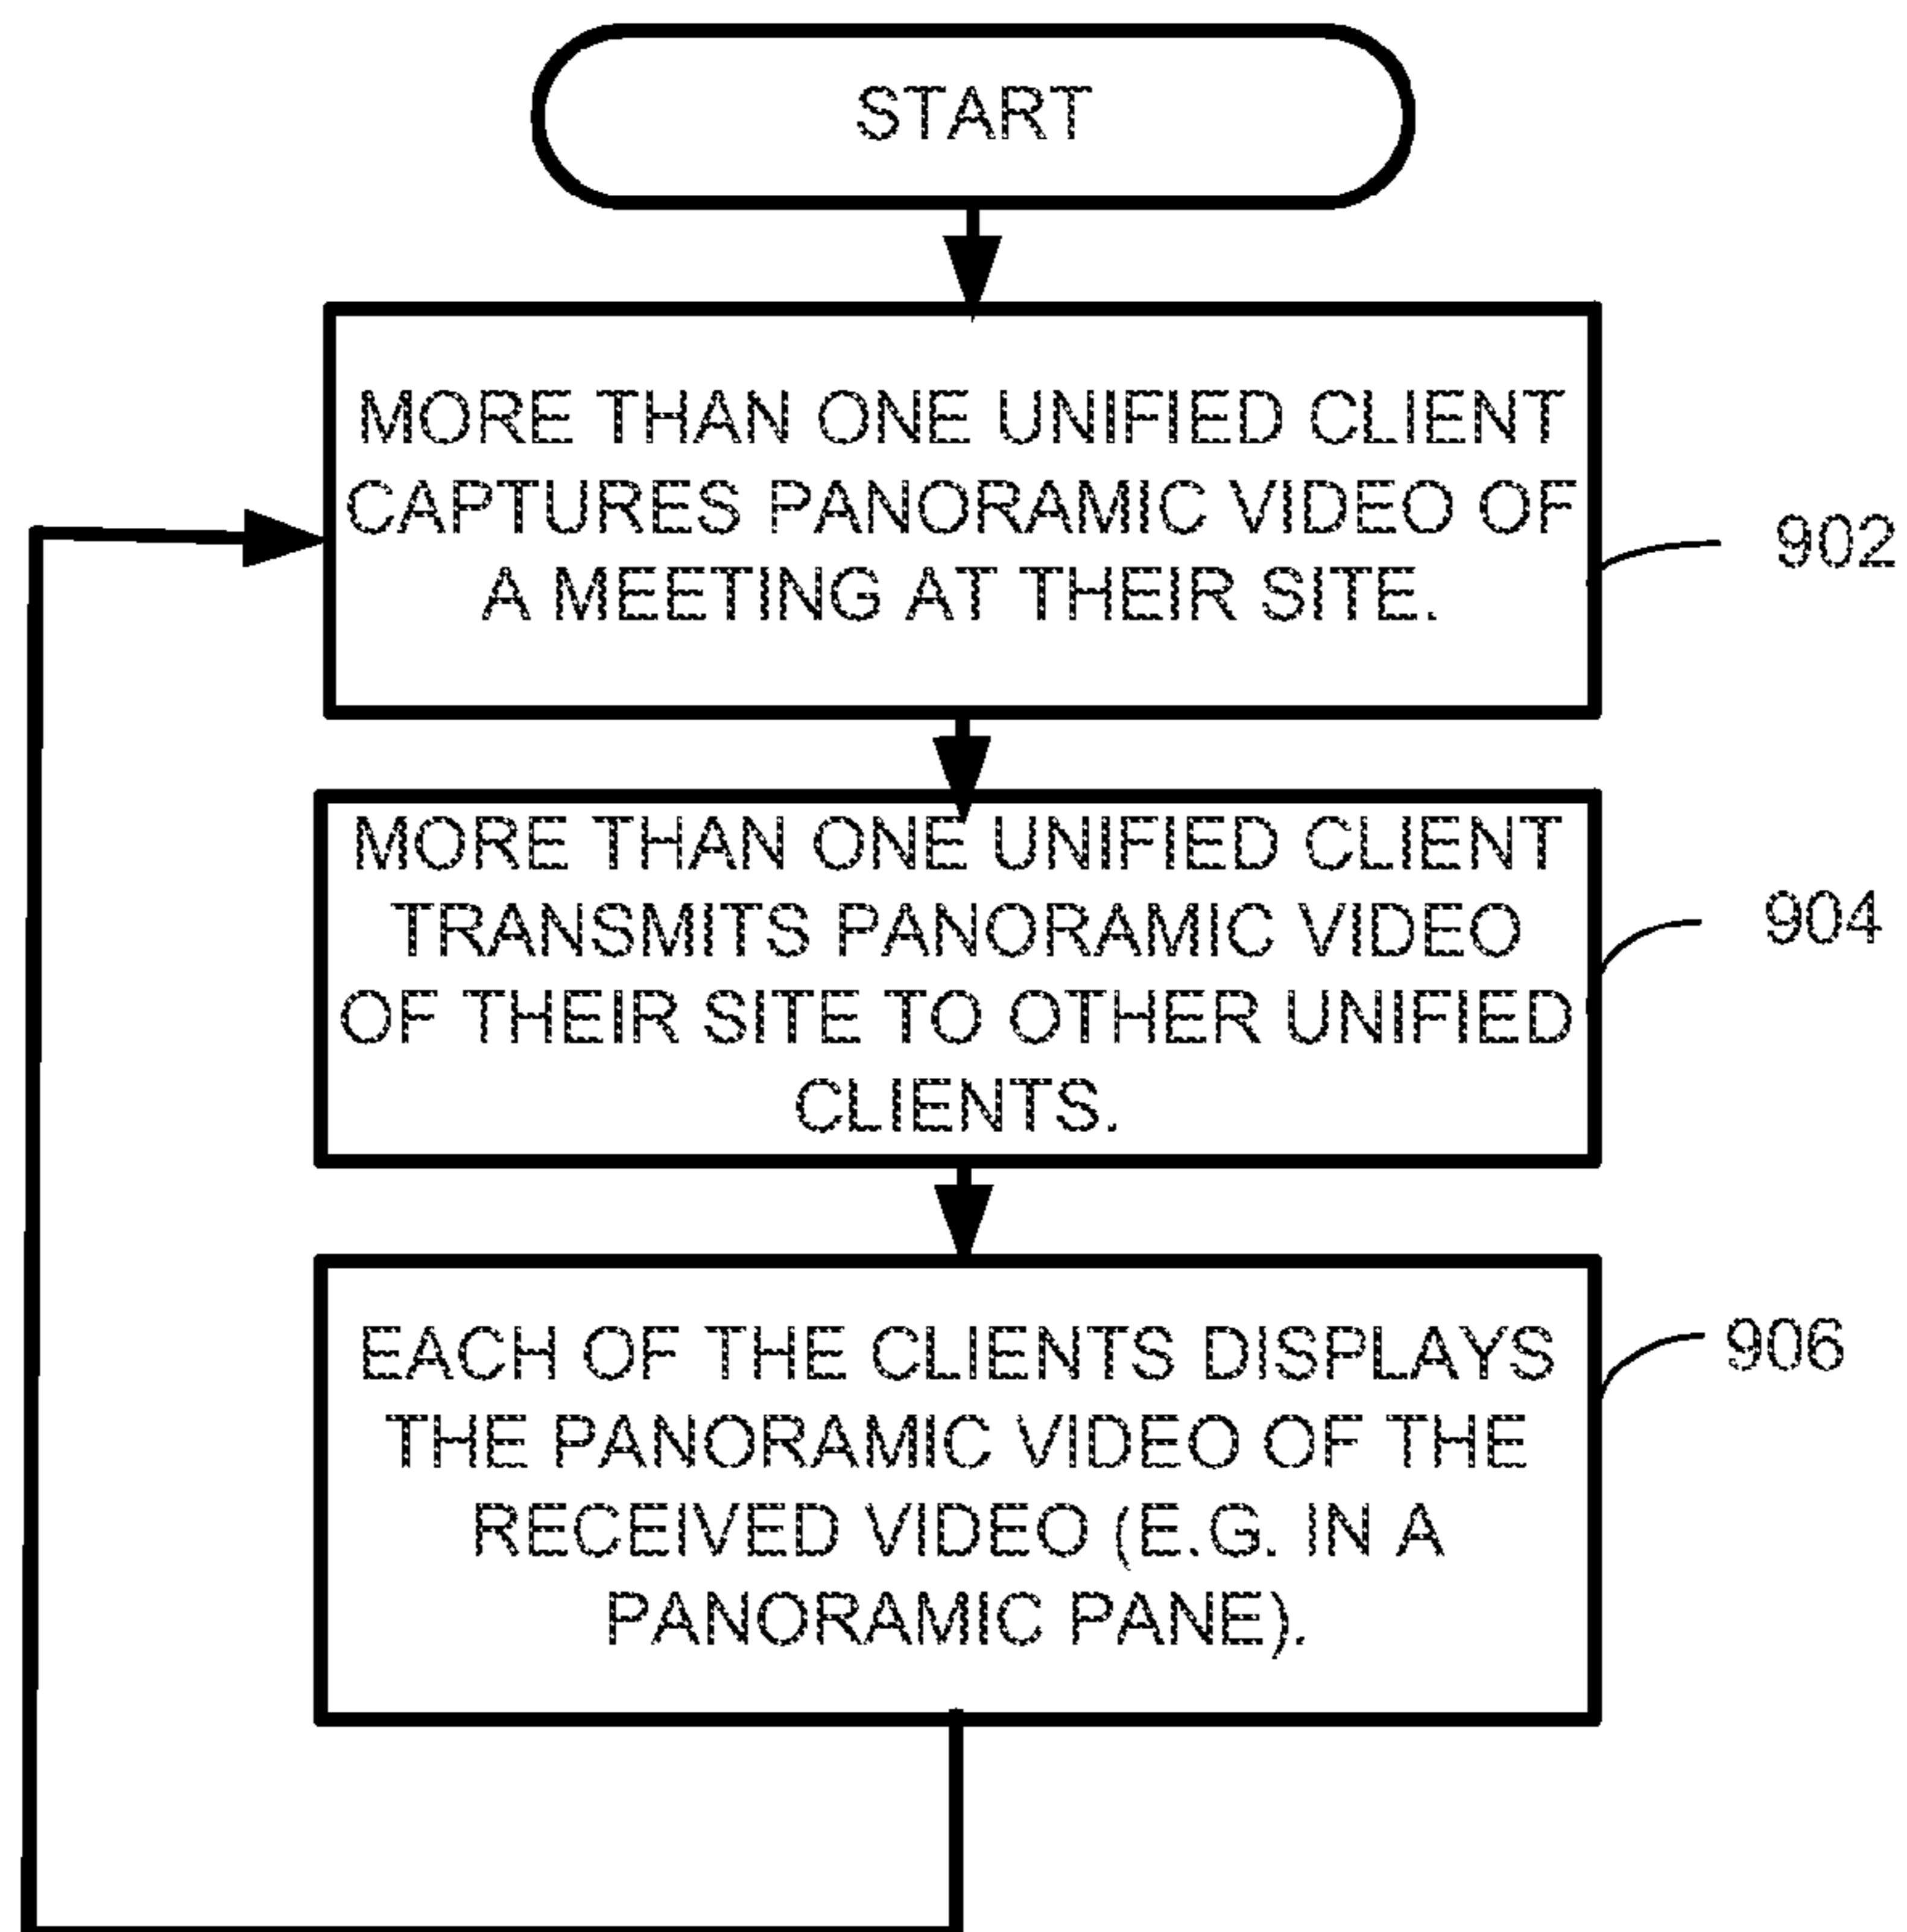 START
MORE THAN ONE UNIFIED CLIENT
CAPTURES PANORAMIC VIDEO OF
A MEETING AT THEIR SITE.
902
MORE THAN ONE UNIFIED CLIENT
TRANSMITS PANORAMIC VIDEO
OF THEIR SITE TO OTHER UNIFIED
CLIENTS.
904
EACH OF THE CLIENTS DISPLAYS
THE PANORAMIC VIDEO OF THE
RECEIVED VIDEO (E.G. IN A
PANORAMIC PANE).
906